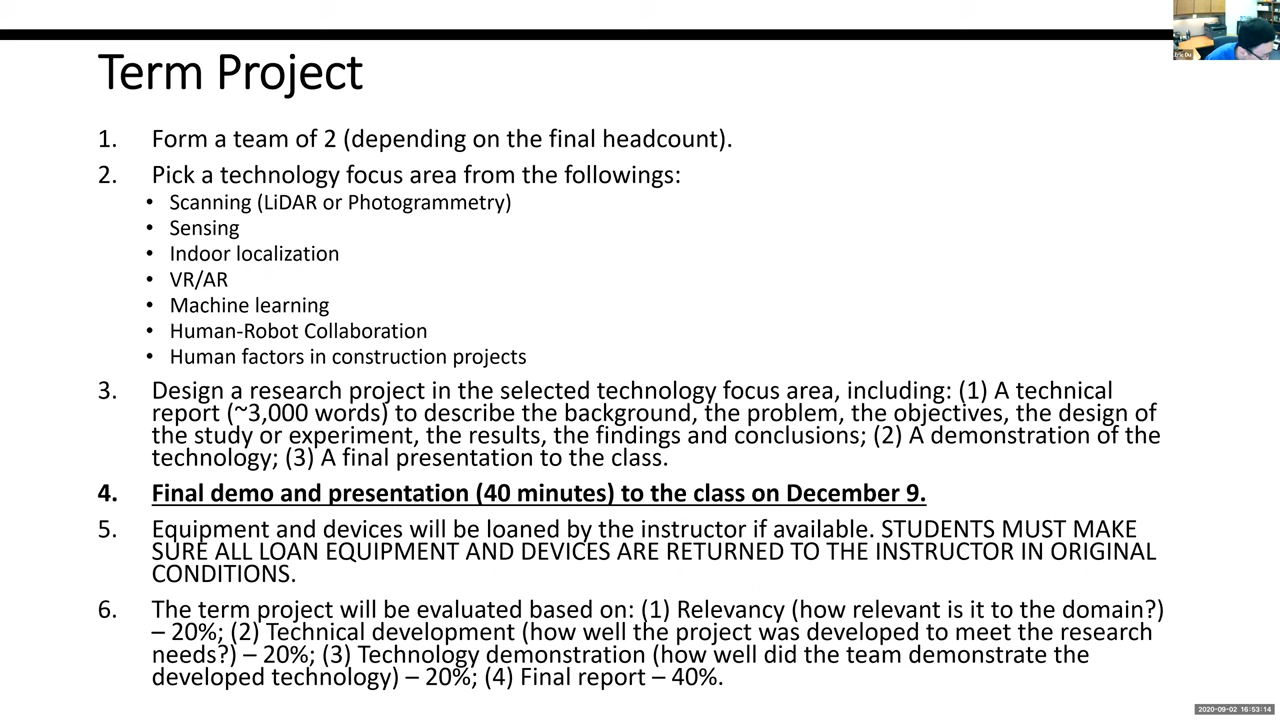 Eric Du
Term Project
1. Form a team of 2 (depending on the final headcount).
2. Pick a technology focus area from the followings:
• Scanning (LiDAR or Photogrammetry)
• Sensing
• Indoor localization
• VR/AR
• Machine learning
• Human-Robot Collaboration
• Human factors in construction projects
3. Design a research project in the selected technology focus area, including: (1) A technical
report (~3,000 words) to describe the background, the problem, the objectives, the design of
the study or experiment, the results, the findings and conclusions; (2) A demonstration of the
technology; (3) A final presentation to the class.
4. Final demo and presentation (40 minutes) to the class on December 9.
5. Equipment and devices will be loaned by the instructor if available. STUDENTS MUST MAKE
SURE ALL LOAN EQUIPMENT AND DEVICES ARE RETURNED TO THE INSTRUCTOR IN ORIGINAL
CONDITIONS.
6. The term project will be evaluated based on: (1) Relevancy (how relevant is it to the domain?)
– 20%; (2) Technical development (how well the project was developed to meet the research
needs?) – 20%; (3) Technology demonstration (how well did the team demonstrate the
developed technology) – 20%; (4) Final report – 40%.
2020-09-02 16:53:14